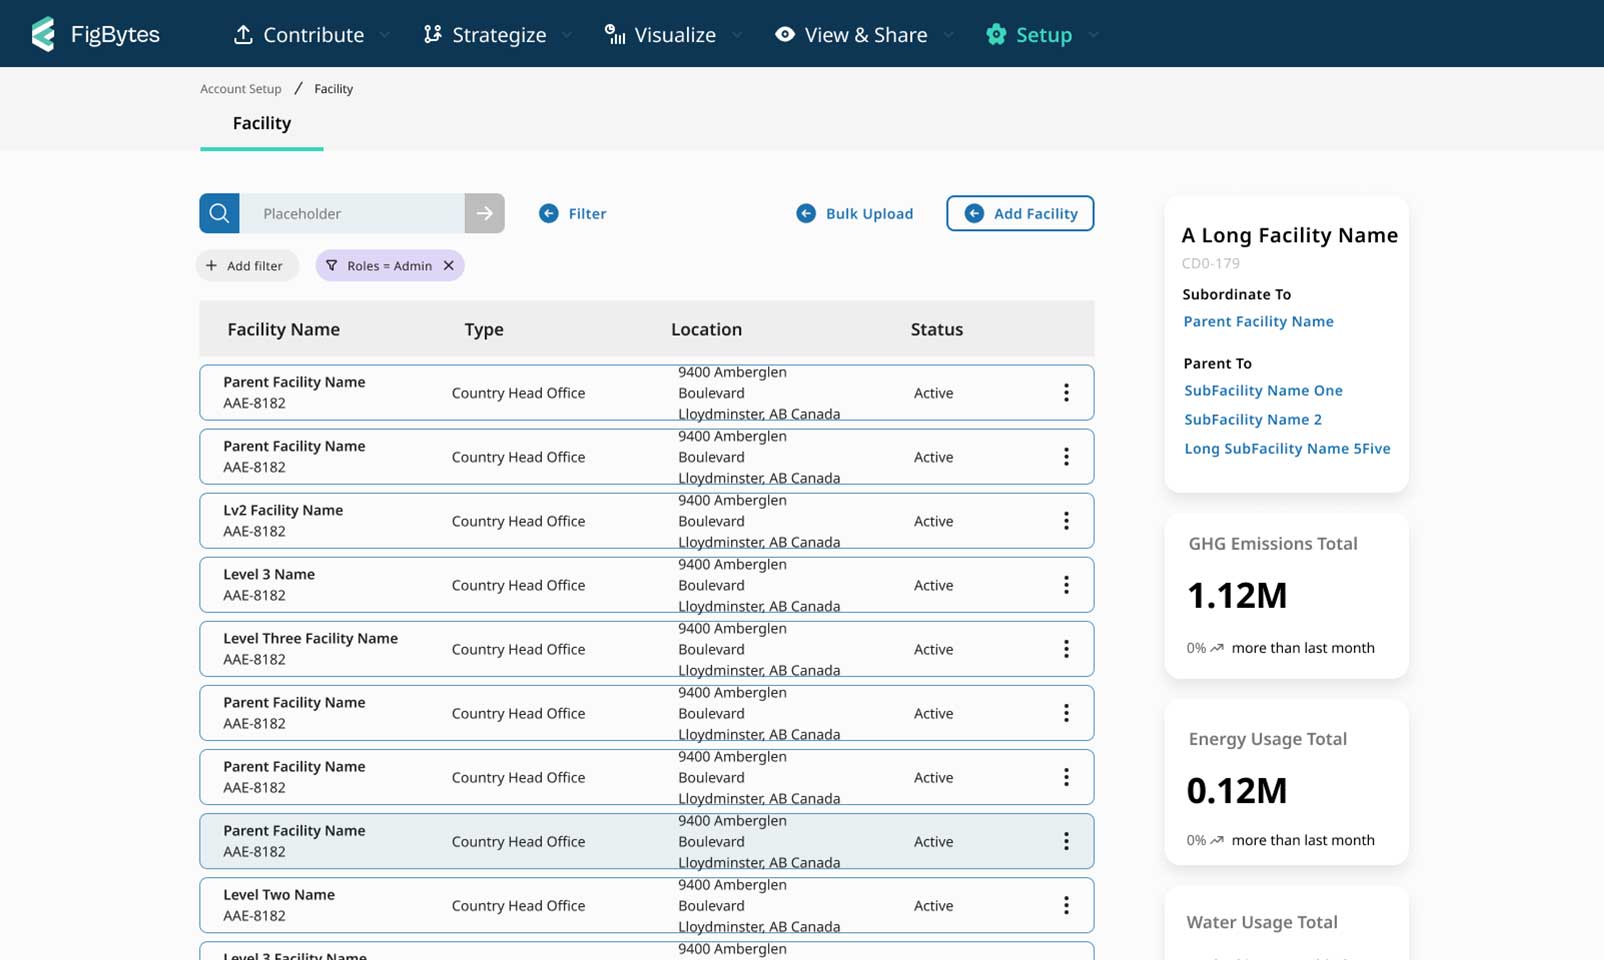 FigBytes
Contribute
Strategize
Visualize
View & Share
Setup
Account Setup / Facility
Facility
Placeholder
Filter
Bulk Upload
Add Facility
+ Add filter
Roles = Admin ✕
Facility Name
Type
Location
Status
Parent Facility Name
AAE-8182
Country Head Office
9400 Amberglen
Boulevard
Lloydminster, AB Canada
Active
Parent Facility Name
AAE-8182
Country Head Office
9400 Amberglen
Boulevard
Lloydminster, AB Canada
Active
Lv2 Facility Name
AAE-8182
Country Head Office
9400 Amberglen
Boulevard
Lloydminster, AB Canada
Active
Level 3 Name
AAE-8182
Country Head Office
9400 Amberglen
Boulevard
Lloydminster, AB Canada
Active
Level Three Facility Name
AAE-8182
Country Head Office
9400 Amberglen
Boulevard
Lloydminster, AB Canada
Active
Parent Facility Name
AAE-8182
Country Head Office
9400 Amberglen
Boulevard
Lloydminster, AB Canada
Active
Parent Facility Name
AAE-8182
Country Head Office
9400 Amberglen
Boulevard
Lloydminster, AB Canada
Active
Parent Facility Name
AAE-8182
Country Head Office
9400 Amberglen
Boulevard
Lloydminster, AB Canada
Active
Level Two Name
AAE-8182
Country Head Office
9400 Amberglen
Boulevard
Lloydminster, AB Canada
Active
Level 3 Facility Name
9400 Amberglen
A Long Facility Name
CD0-179
Subordinate To
Parent Facility Name
Parent To
SubFacility Name One
SubFacility Name 2
Long SubFacility Name 5Five
GHG Emissions Total
1.12M
0% more than last month
Energy Usage Total
0.12M
0% more than last month
Water Usage Total